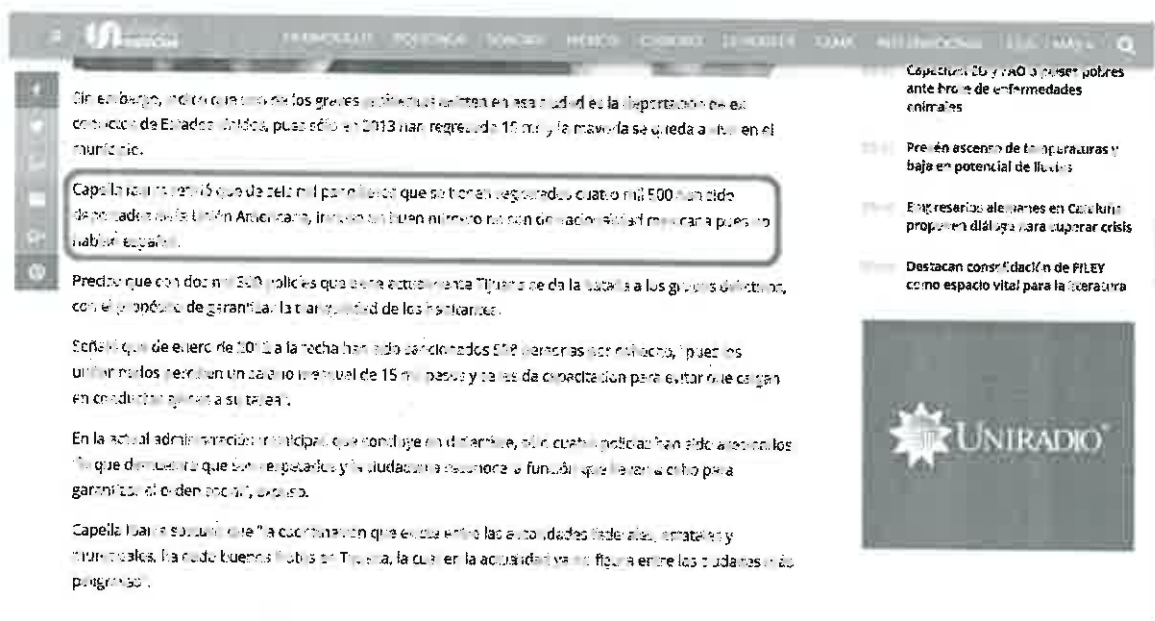 Sin embargo, indicó que uno de los graves problemas existen en esa ciudad es la deportación de ex
convictos de Estados Unidos, pues sólo en 2013 han regresado 15 mil y la mayoría se queda a vivir en el
municipio.
Capella Ibarra que de seis mil pandilleros que se tienen registrados cuatro mil 500 han sido
deportados de la Unión Americana, incluso un buen número no son de nacionalidad mexicana pues no
hablan español.
Precisó que con dos mil 300 policías que tiene actualmente Tijuana se da la batalla a los grupos delictivos,
con el propósito de garantizar la tranquilidad de los habitantes.
Señaló que de enero de a la fecha han sido sancionados personas por cohecho, "pues los
uniformados perciben un salario mensual de 15 mil pesos y se les da capacitación para evitar que caigan
en conductas ajenas a su tarea".
En la actual administración municipal, que concluye en diciembre, sólo cuatro policías han sido asesinados
"lo que demuestra que son respetados y la ciudadanía reconoce la función que llevan a cabo para
garantizar el orden social", expuso.
Capella Ibarra sostuvo que "la coordinación que existe entre las autoridades federales, estatales y
municipales, ha dado buenos frutos en Tijuana, la cual en la actualidad ya no figura entre las ciudades más
peligrosas".
Capacitan EU y FAO a países pobres
ante brote de enfermedades
animales
Prevén ascenso de temperaturas y
baja en potencial de lluvias
Empresarios alemanes en Cataluña
proponen diálogo para superar crisis
Destacan consolidación de FILEY
como espacio vital para la literatura
UNIRADIO